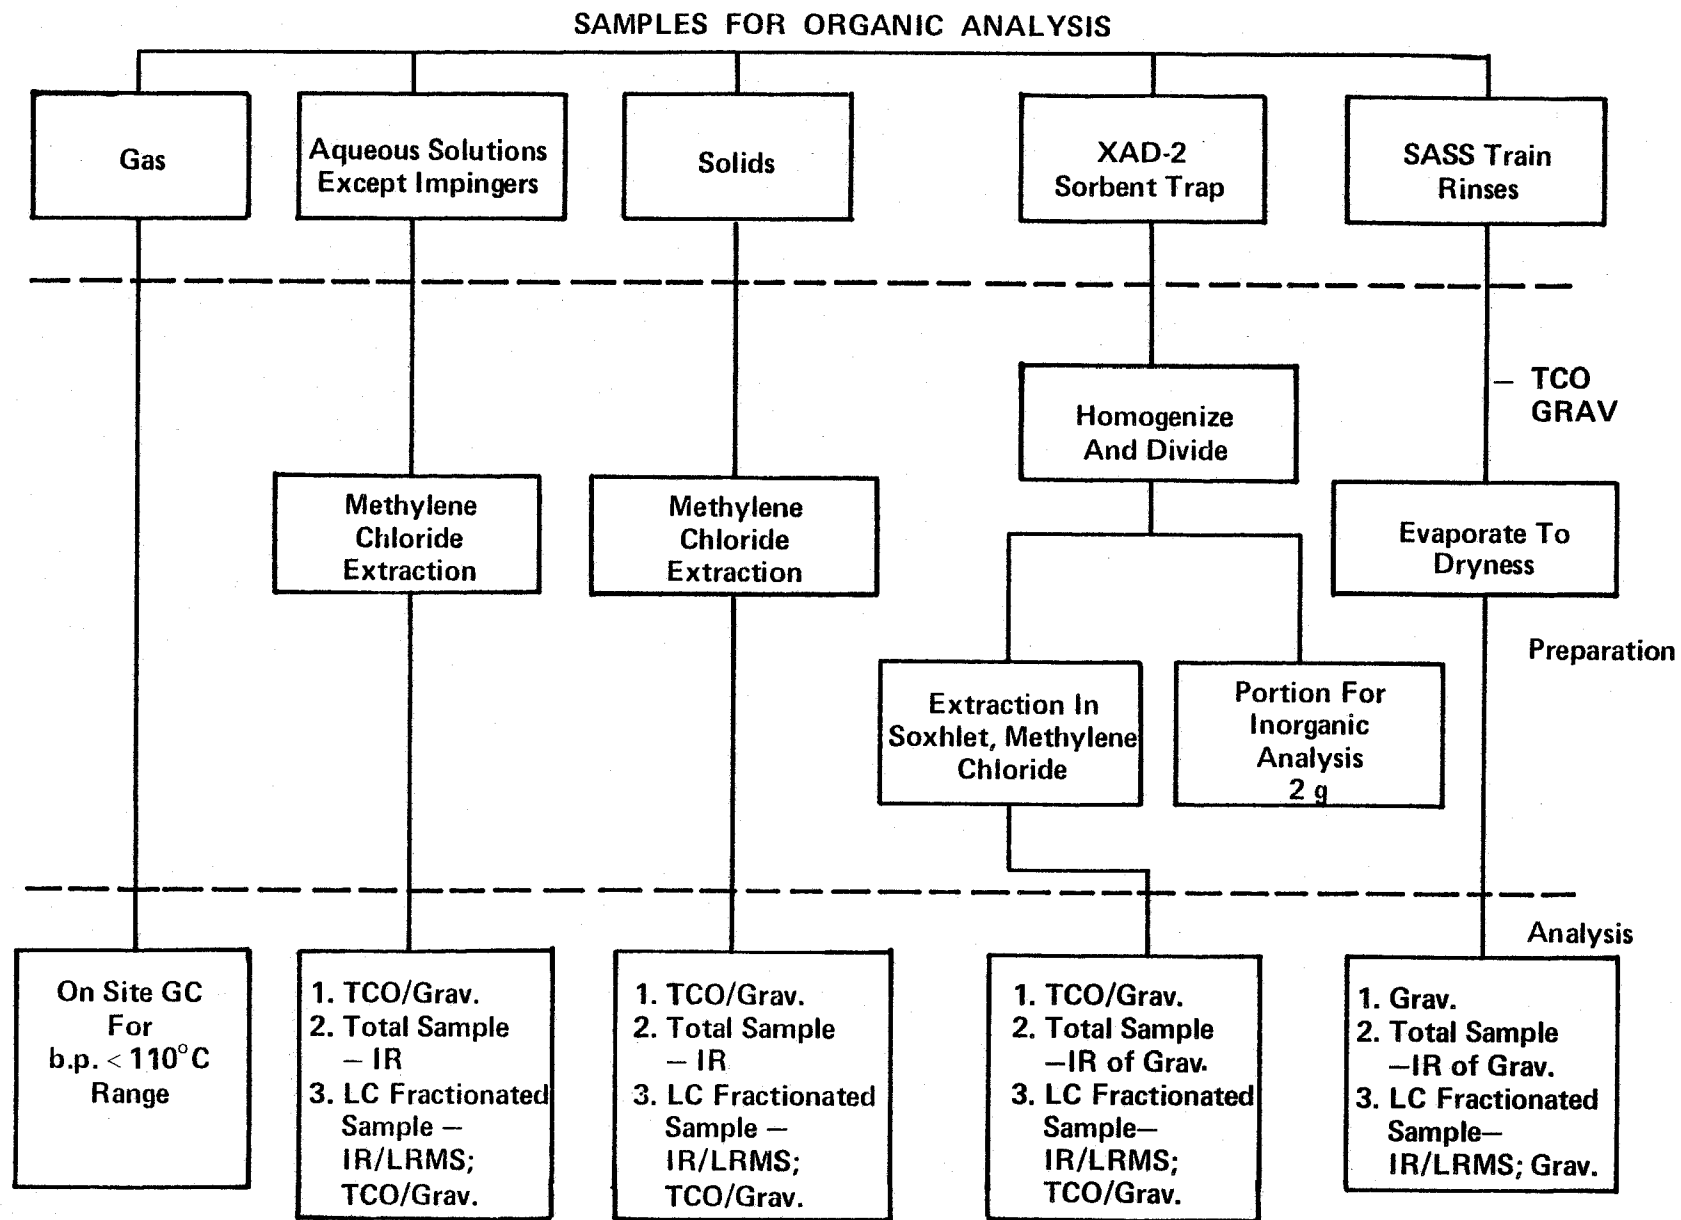 SAMPLES FOR ORGANIC ANALYSIS
Gas
Aqueous Solutions
Except Impingers
Solids
XAD-2
Sorbent Trap
SASS Train
Rinses
Homogenize
And Divide
— TCO
GRAV
Methylene
Chloride
Extraction
Methylene
Chloride
Extraction
Evaporate To
Dryness
Preparation
Extraction In
Soxhlet, Methylene
Chloride
Portion For
Inorganic
Analysis
2 g
Analysis
On Site GC
For
b.p. < 110°C
Range
1. TCO/Grav.
2. Total Sample
— IR
3. LC Fractionated
Sample —
IR/LRMS;
TCO/Grav.
1. TCO/Grav.
2. Total Sample
— IR
3. LC Fractionated
Sample —
IR/LRMS;
TCO/Grav.
1. TCO/Grav.
2. Total Sample
—IR of Grav.
3. LC Fractionated
Sample—
IR/LRMS;
TCO/Grav.
1. Grav.
2. Total Sample
—IR of Grav.
3. LC Fractionated
Sample—
IR/LRMS; Grav.